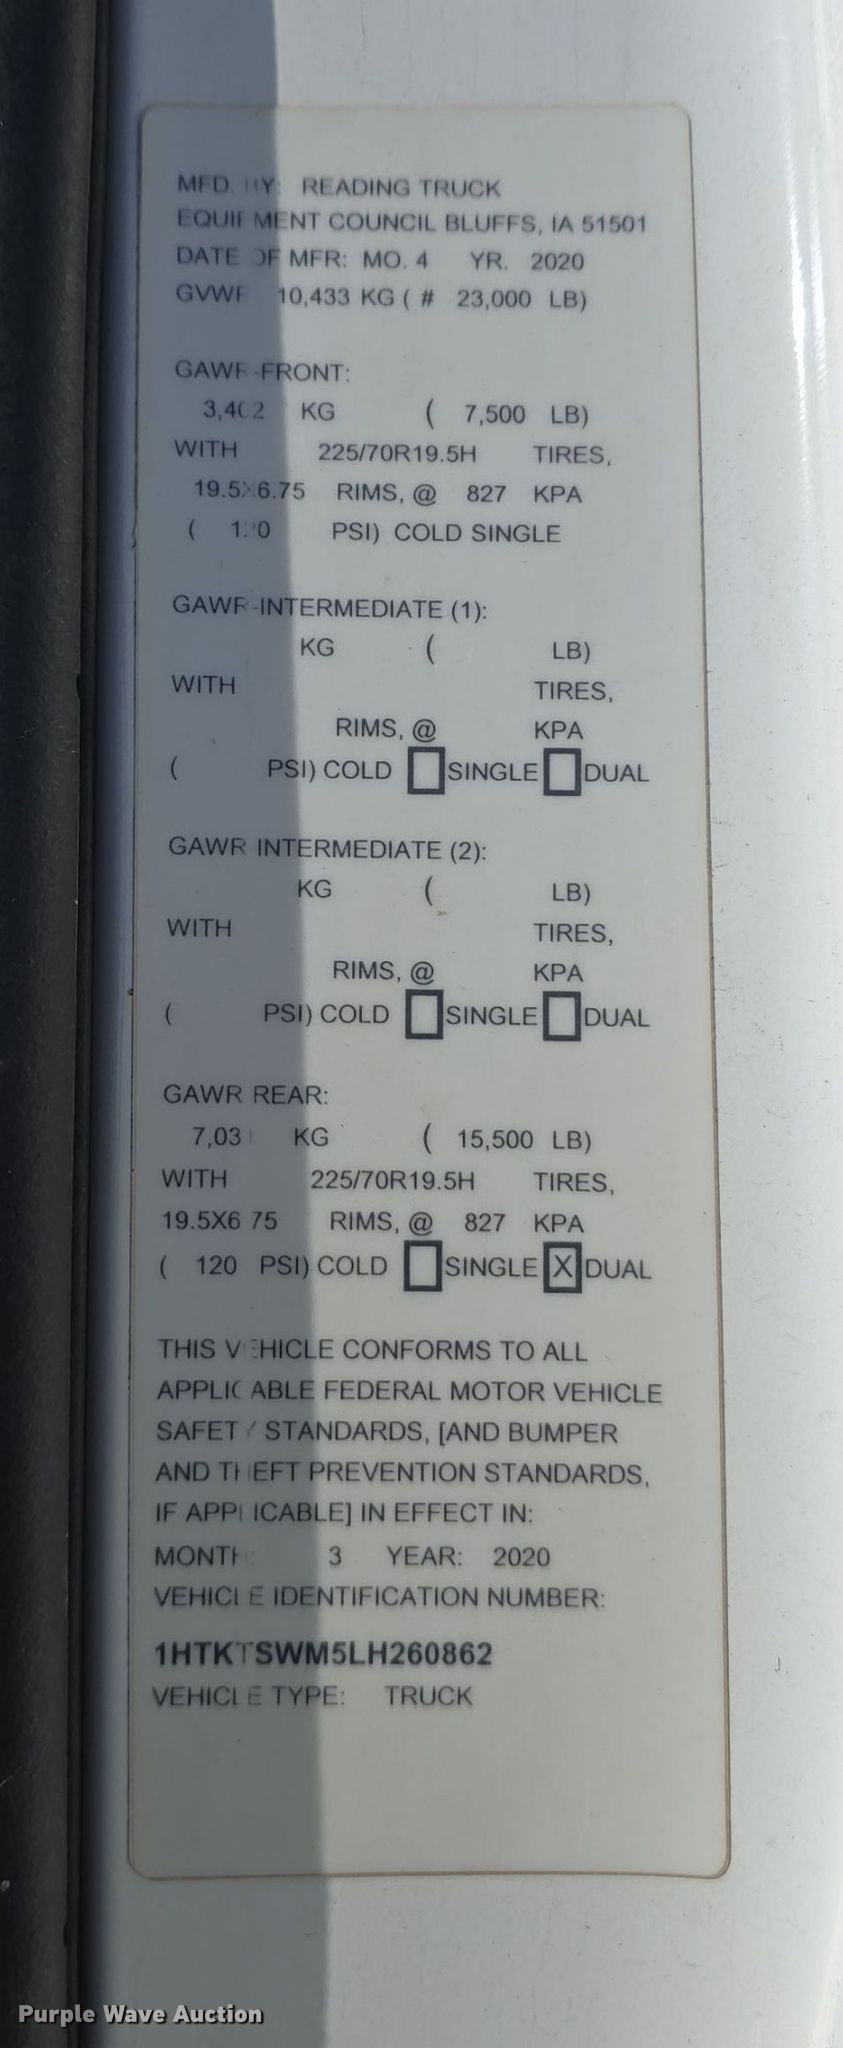 MFD. BY: READING TRUCK
EQUIPMENT COUNCIL BLUFFS, IA 51501
DATE OF MFR: MO. 4 YR. 2020
GVWR 10,433 KG ( # 23,000 LB)
GAWR-FRONT:
3,402 KG ( 7,500 LB)
WITH 225/70R19.5H TIRES,
19.5X6.75 RIMS, @ 827 KPA
( 120 PSI) COLD SINGLE
GAWR-INTERMEDIATE (1):
KG ( LB)
WITH TIRES,
RIMS, @ KPA
( PSI) COLD SINGLE DUAL
GAWR INTERMEDIATE (2):
KG ( LB)
WITH TIRES,
RIMS, @ KPA
( PSI) COLD SINGLE DUAL
GAWR REAR:
KG ( 15,500 LB)
WITH 225/70R19.5H TIRES,
19.5X6.75 RIMS, @ 827 KPA
( 120 PSI) COLD SINGLE X DUAL
THIS VEHICLE CONFORMS TO ALL
APPLICABLE FEDERAL MOTOR VEHICLE
SAFETY STANDARDS, [AND BUMPER
AND THEFT PREVENTION STANDARDS,
IF APPLICABLE] IN EFFECT IN:
MONTH: 3 YEAR: 2020
VEHICLE IDENTIFICATION NUMBER:
1HTKTSWM5LH260862
VEHICLE TYPE: TRUCK
Purple Wave Auction